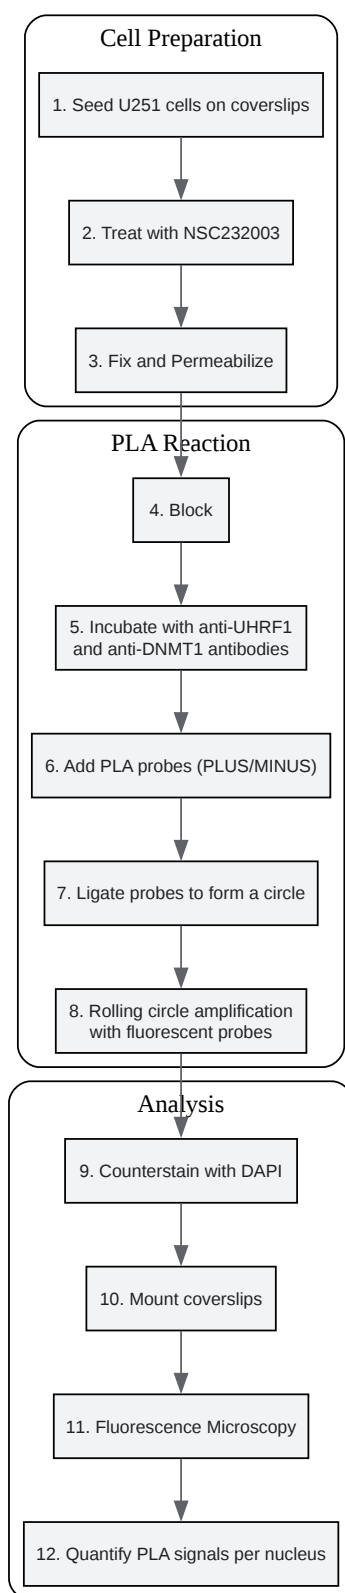 Cell Preparation
1. Seed U251 cells on coverslips
2. Treat with NSC232003
3. Fix and Permeabilize
PLA Reaction
4. Block
5. Incubate with anti-UHRF1
and anti-DNMT1 antibodies
6. Add PLA probes (PLUS/MINUS)
7. Ligate probes to form a circle
8. Rolling circle amplification
with fluorescent probes
Analysis
9. Counterstain with DAPI
10. Mount coverslips
11. Fluorescence Microscopy
12. Quantify PLA signals per nucleus